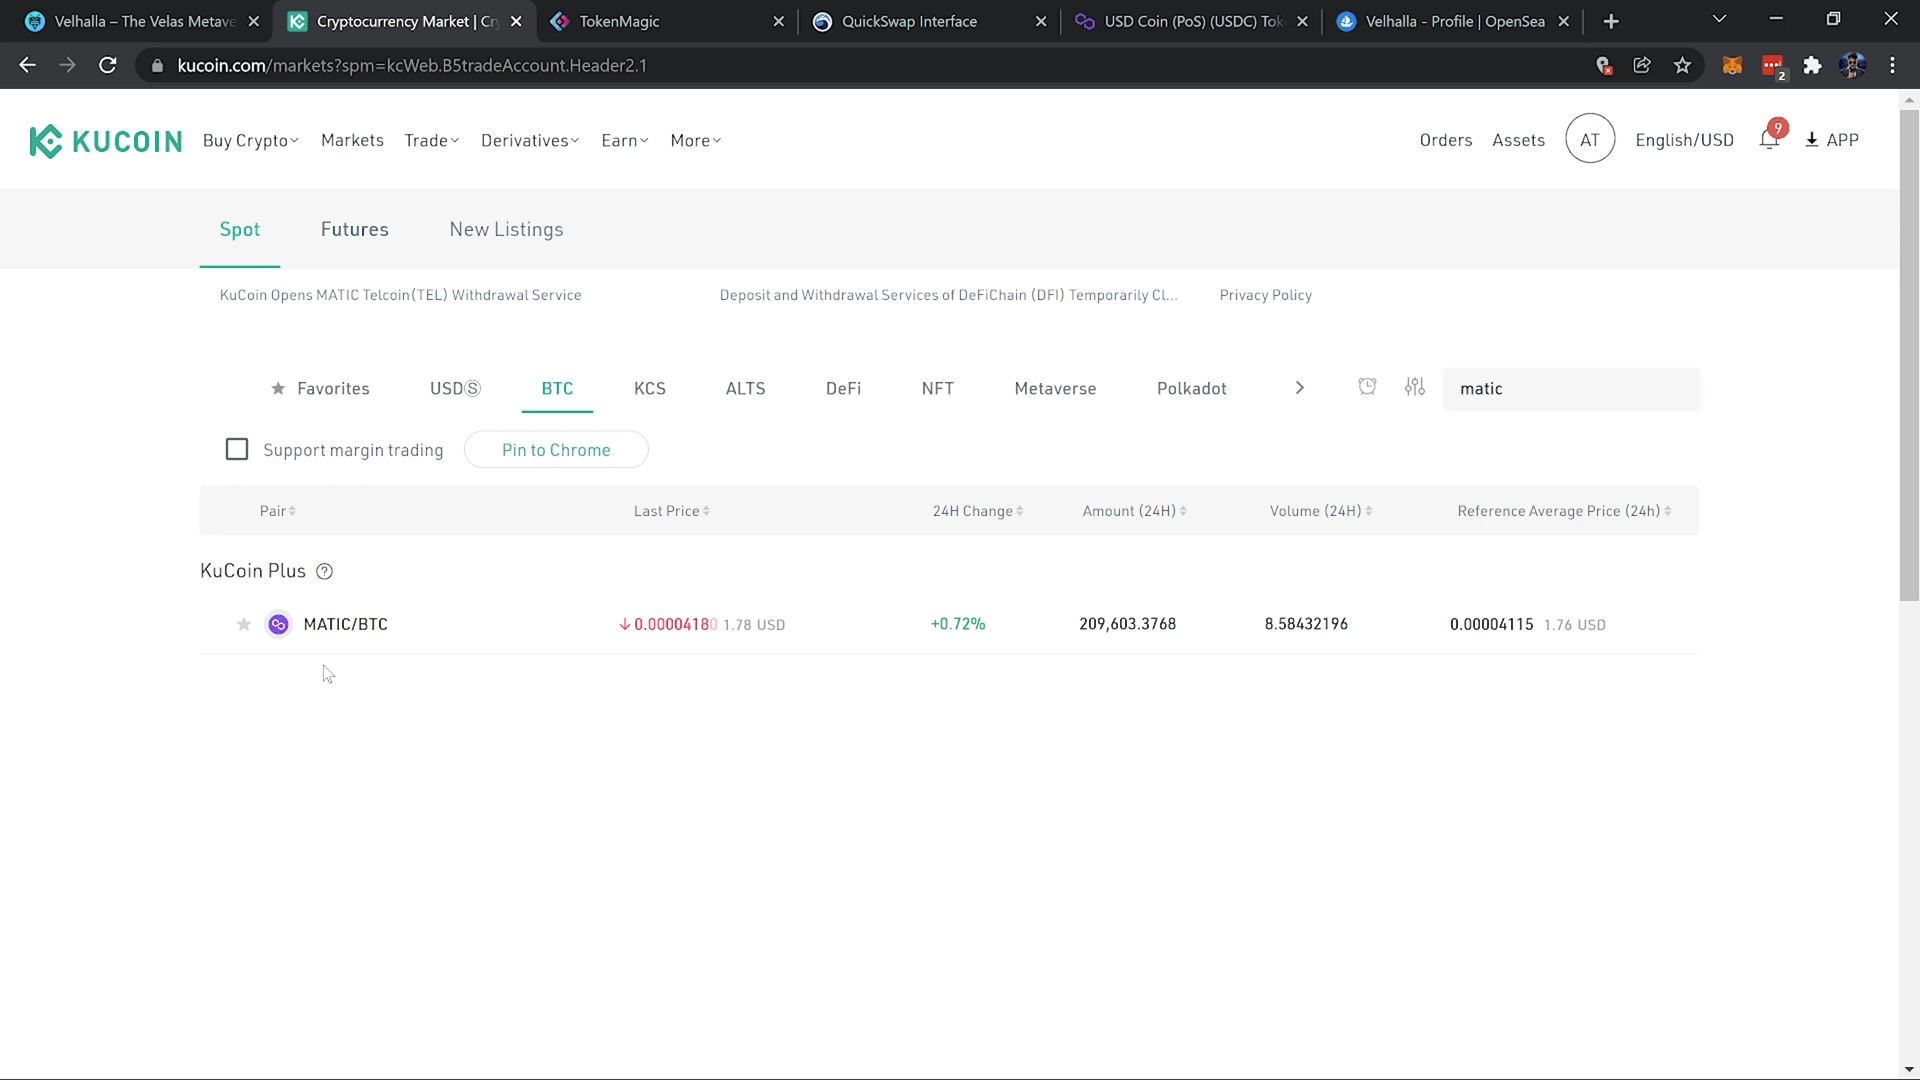 Velhalla – The Velas Metave
Cryptocurrency Market | Cry
TokenMagic
QuickSwap Interface
USD Coin (PoS) (USDC) Tok
Velhalla - Profile | OpenSea
kucoin.com/markets?spm=kcWeb.B5tradeAccount.Header2.1
2
KUCOIN
Buy Crypto
Markets
Trade
Derivatives
Earn
More
Orders
Assets
AT
English/USD
9
APP
Spot
Futures
New Listings
KuCoin Opens MATIC Telcoin(TEL) Withdrawal Service
Deposit and Withdrawal Services of DeFiChain (DFI) Temporarily Cl...
Privacy Policy
Favorites
USDⓈ
BTC
KCS
ALTS
DeFi
NFT
Metaverse
Polkadot
matic
Support margin trading
Pin to Chrome
Pair
Last Price
24H Change
Amount (24H)
Volume (24H)
Reference Average Price (24h)
KuCoin Plus
MATIC/BTC
0.00004180 1.78 USD
+0.72%
209,603.3768
8.58432196
0.00004115 1.76 USD